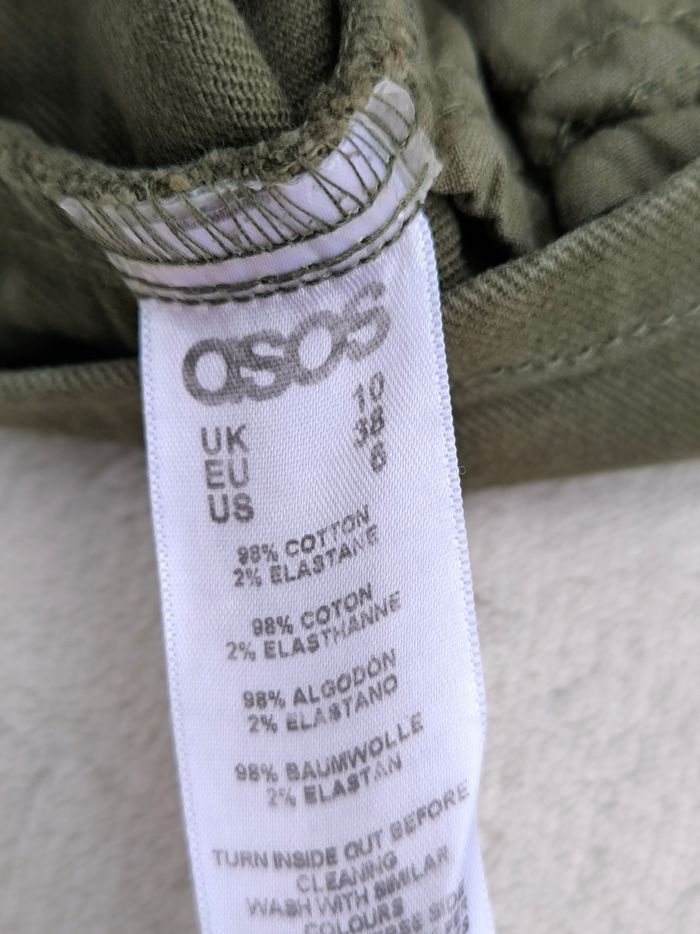 asos
UK 10
EU 38
US 6
98% COTTON
2% ELASTANE
98% COTON
2% ELASTHANNE
98% ALGODÓN
2% ELASTANO
98% BAUMWOLLE
2% ELASTAN
TURN INSIDE OUT BEFORE
CLEANING
WASH WITH SIMILAR
COLOURS
SIDE